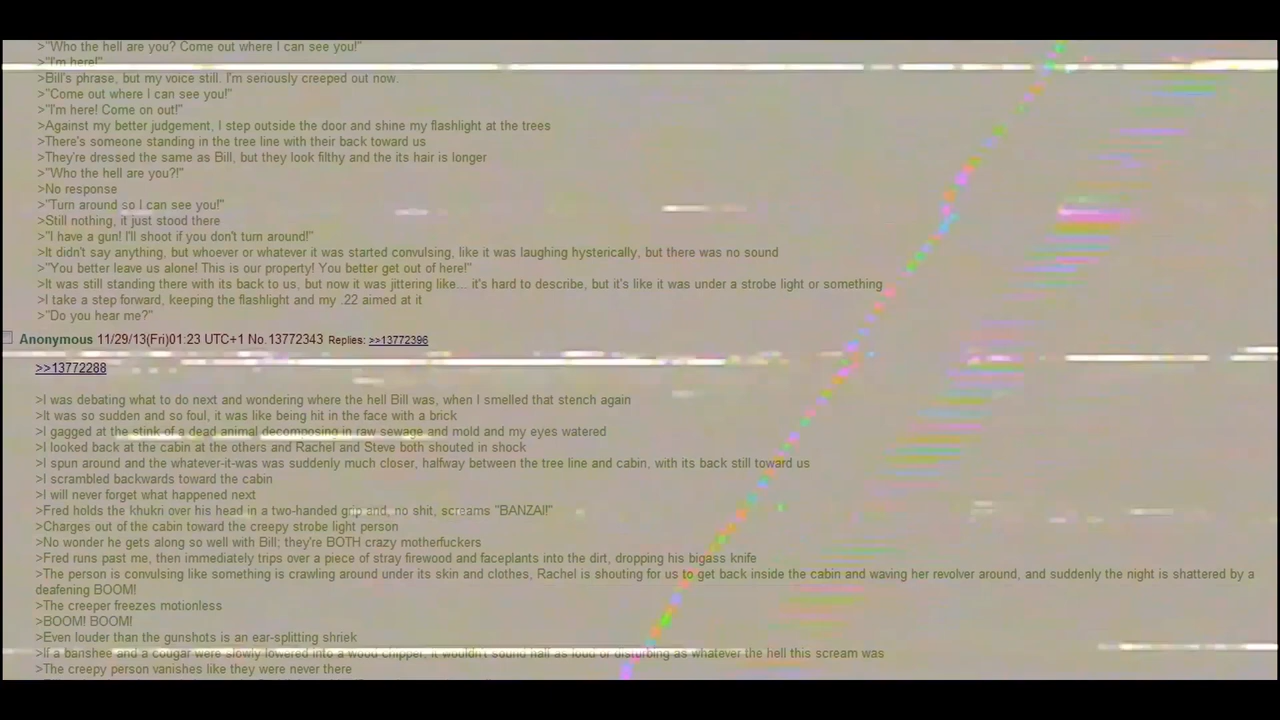 >"Who the hell are you? Come out where I can see you!"
>"I'm here!"
>Bill's phrase, but my voice still. I'm seriously creeped out now.
>"Come out where I can see you!"
>"I'm here! Come on out!"
>Against my better judgement, I step outside the door and shine my flashlight at the trees
>There's someone standing in the tree line with their back toward us
>They're dressed the same as Bill, but they look filthy and the its hair is longer
>"Who the hell are you?!"
>No response
>"Turn around so I can see you!"
>Still nothing, it just stood there
>"I have a gun! I'll shoot if you don't turn around!"
>It didn't say anything, but whoever or whatever it was started convulsing, like it was laughing hysterically, but there was no sound
>"You better leave us alone! This is our property! You better get out of here!"
>It was still standing there with its back to us, but now it was jittering like... it's hard to describe, but it's like it was under a strobe light or something
>I take a step forward, keeping the flashlight and my .22 aimed at it
>"Do you hear me?"
Anonymous 11/29/13(Fri)01:23 UTC+1 No.13772343 Replies: >>13772396
>>13772288
>I was debating what to do next and wondering where the hell Bill was, when I smelled that stench again
>It was so sudden and so foul, it was like being hit in the face with a brick
>I gagged at the stink of a dead animal decomposing in raw sewage and mold and my eyes watered
>I looked back at the cabin at the others and Rachel and Steve both shouted in shock
>I spun around and the whatever-it-was was suddenly much closer, halfway between the tree line and cabin, with its back still toward us
>I scrambled backwards toward the cabin
>I will never forget what happened next
>Fred holds the khukri over his head in a two-handed grip and, no shit, screams "BANZAI!"
>Charges out of the cabin toward the creepy strobe light person
>No wonder he gets along so well with Bill; they're BOTH crazy motherfuckers
>Fred runs past me, then immediately trips over a piece of stray firewood and faceplants into the dirt, dropping his bigass knife
>The person is convulsing like something is crawling around under its skin and clothes, Rachel is shouting for us to get back inside the cabin and waving her revolver around, and suddenly the night is shattered by a
deafening BOOM!
>The creeper freezes motionless
>BOOM! BOOM!
>Even louder than the gunshots is an ear-splitting shriek
>If a banshee and a cougar were slowly lowered into a wood chipper, it wouldn't sound half as loud or disturbing as whatever the hell this scream was
>The creepy person vanishes like they were never there